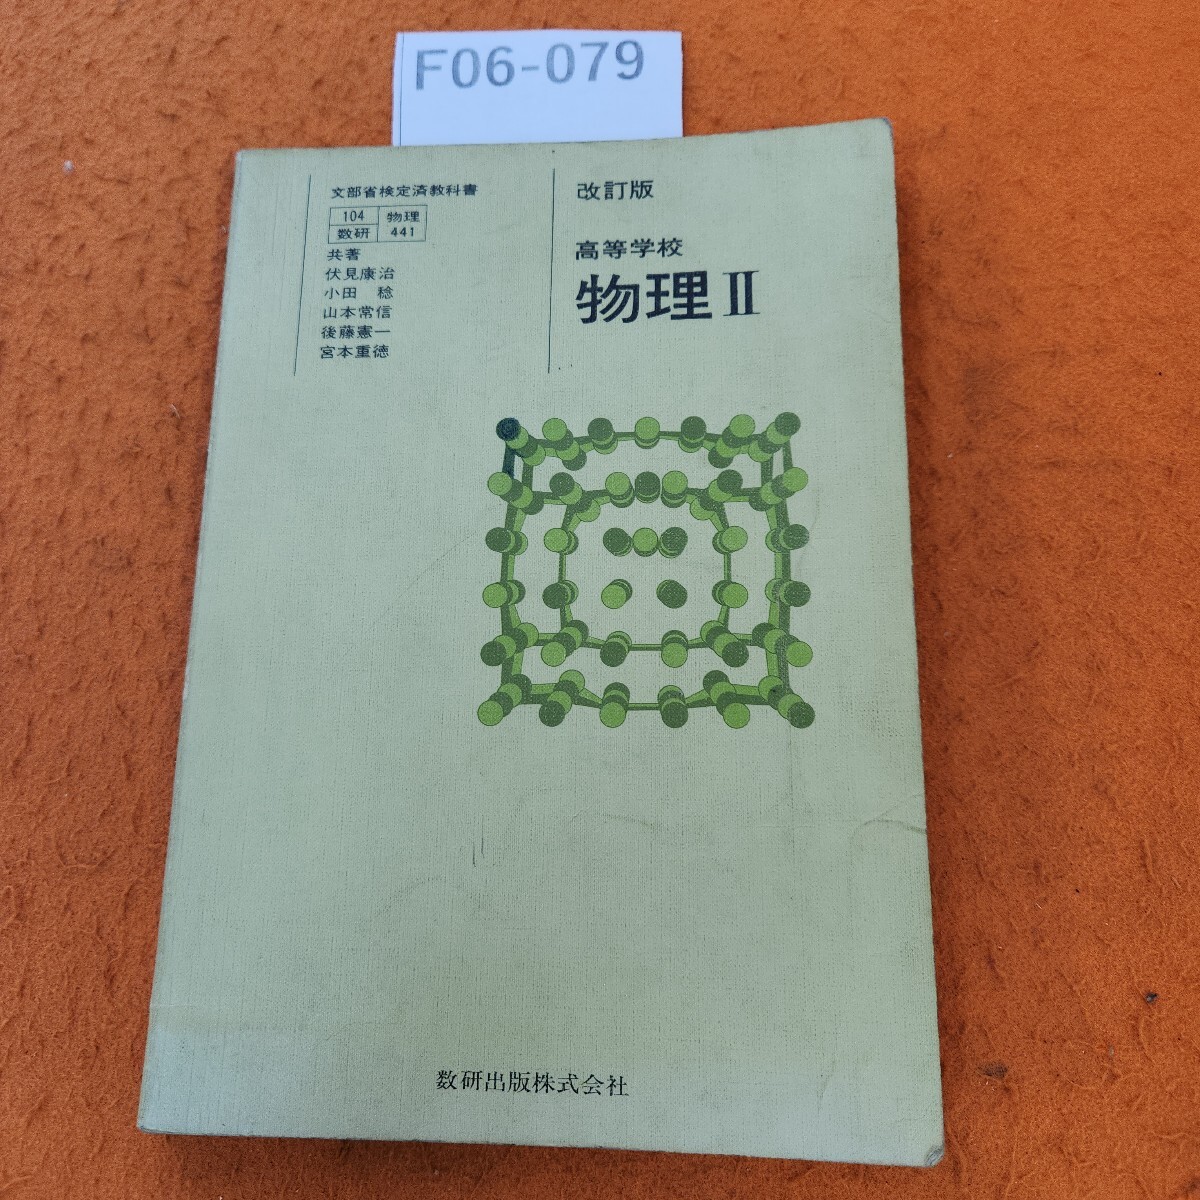 F06-079
文部省検定済教科書
104 物理
数研 441
共著
伏見康治
小田 稔
山本常信
後藤憲一
宮本重徳
改訂版
高等学校
物理II
数研出版株式会社